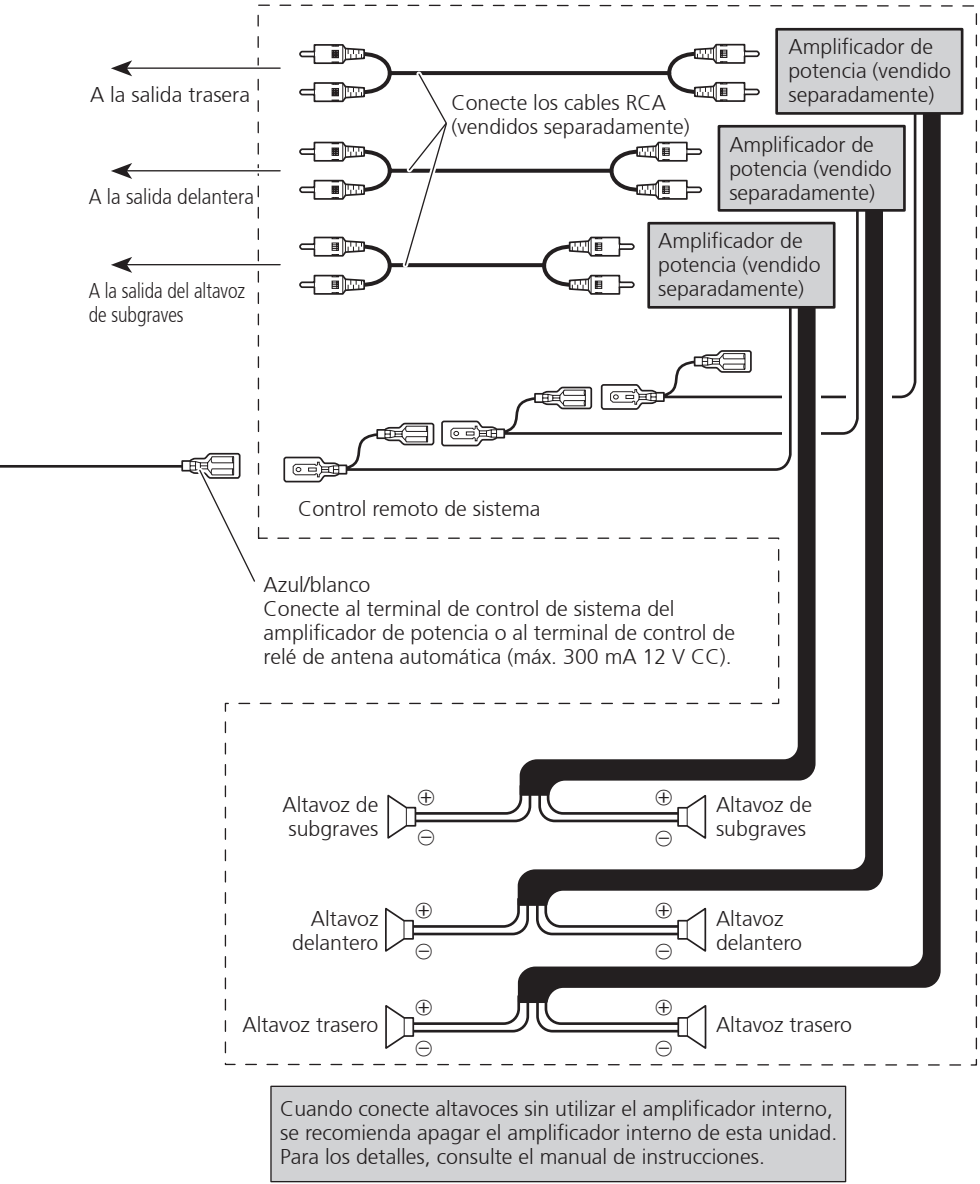 Amplificador de
potencia (vendido
separadamente)
A la salida trasera
Conecte los cables RCA
(vendidos separadamente)
Amplificador de
potencia (vendido
separadamente)
A la salida delantera
Amplificador de
potencia (vendido
separadamente)
A la salida del altavoz
de subgraves
Control remoto de sistema
Azul/blanco
Conecte al terminal de control de sistema del
amplificador de potencia o al terminal de control de
relé de antena automática (máx. 300 mA 12 V CC).
⊕
⊕
Altavoz de
subgraves
Altavoz de
subgraves
⊖
⊖
⊕
⊕
Altavoz
delantero
Altavoz
delantero
⊖
⊖
⊕
⊕
Altavoz trasero
Altavoz trasero
⊖
⊖
Cuando conecte altavoces sin utilizar el amplificador interno,
se recomienda apagar el amplificador interno de esta unidad.
Para los detalles, consulte el manual de instrucciones.